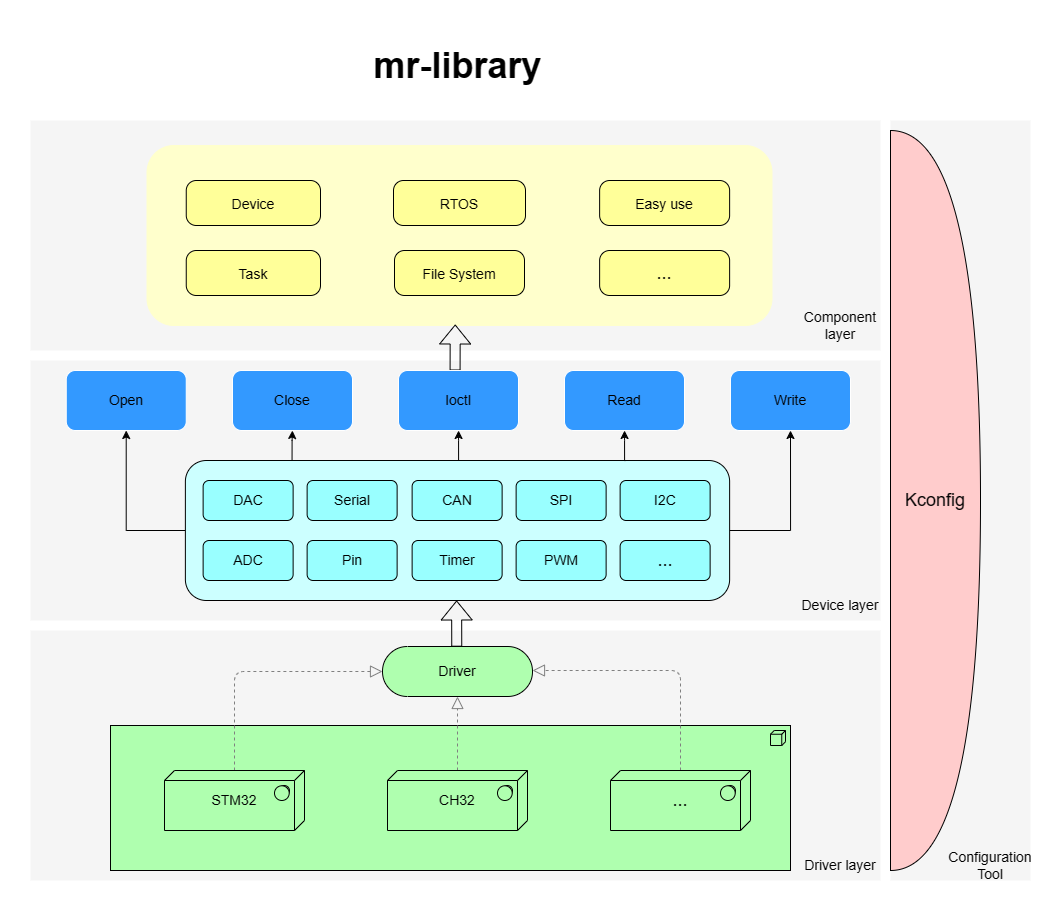 mr-library
Device
RTOS
Easy use
Task
File System
...
Component
layer
Open
Close
Ioctl
Read
Write
DAC
Serial
CAN
SPI
I2C
ADC
Pin
Timer
PWM
...
Device layer
Driver
STM32
CH32
...
Driver layer
Kconfig
Configuration
Tool